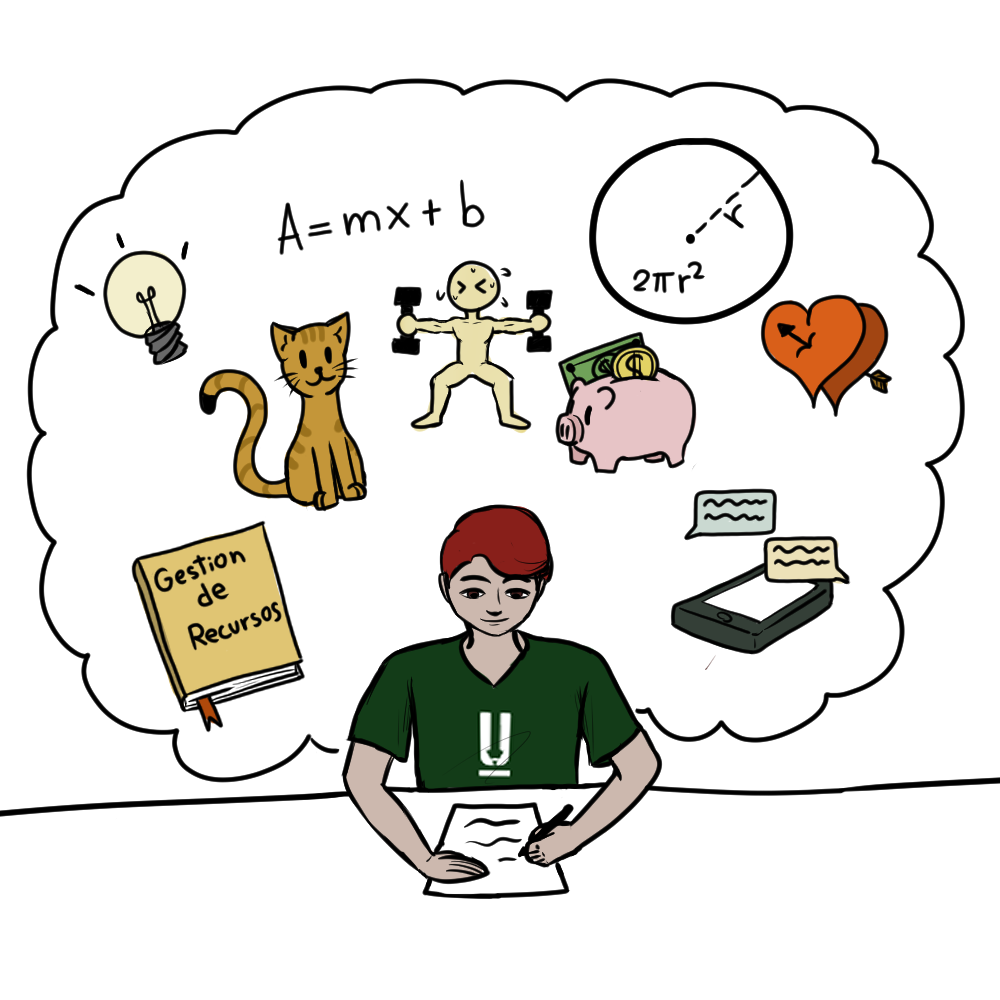 A=mx+b
r
2πr²
$
$
Gestion
de
Recursos
U